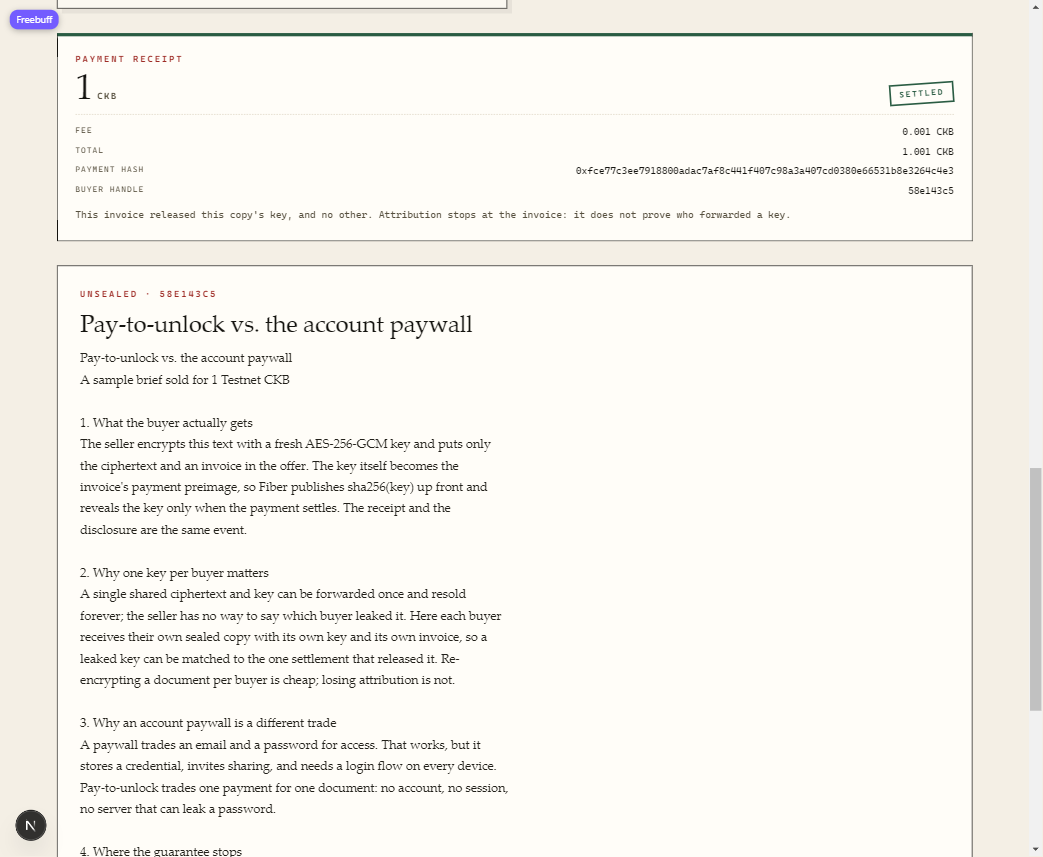 Freebuff
PAYMENT RECEIPT
1 CKB
SETTLED
FEE 0.001 CKB
TOTAL 1.001 CKB
PAYMENT HASH 0xfce77c3ee7918800adac7af8c441f407c98a3a407cd0380e66531b8e3264c4e3
BUYER HANDLE 58e143c5
This invoice released this copy's key, and no other. Attribution stops at the invoice: it does not prove who forwarded a key.
UNSEALED · 58E143C5
Pay-to-unlock vs. the account paywall
Pay-to-unlock vs. the account paywall
A sample brief sold for 1 Testnet CKB
1. What the buyer actually gets
The seller encrypts this text with a fresh AES-256-GCM key and puts only
the ciphertext and an invoice in the offer. The key itself becomes the
invoice's payment preimage, so Fiber publishes sha256(key) up front and
reveals the key only when the payment settles. The receipt and the
disclosure are the same event.
2. Why one key per buyer matters
A single shared ciphertext and key can be forwarded once and resold
forever; the seller has no way to say which buyer leaked it. Here each buyer
receives their own sealed copy with its own key and its own invoice, so a
leaked key can be matched to the one settlement that released it. Re-
encrypting a document per buyer is cheap; losing attribution is not.
3. Why an account paywall is a different trade
A paywall trades an email and a password for access. That works, but it
stores a credential, invites sharing, and needs a login flow on every device.
Pay-to-unlock trades one payment for one document: no account, no session,
no server that can leak a password.
4. Where the guarantee stops
N